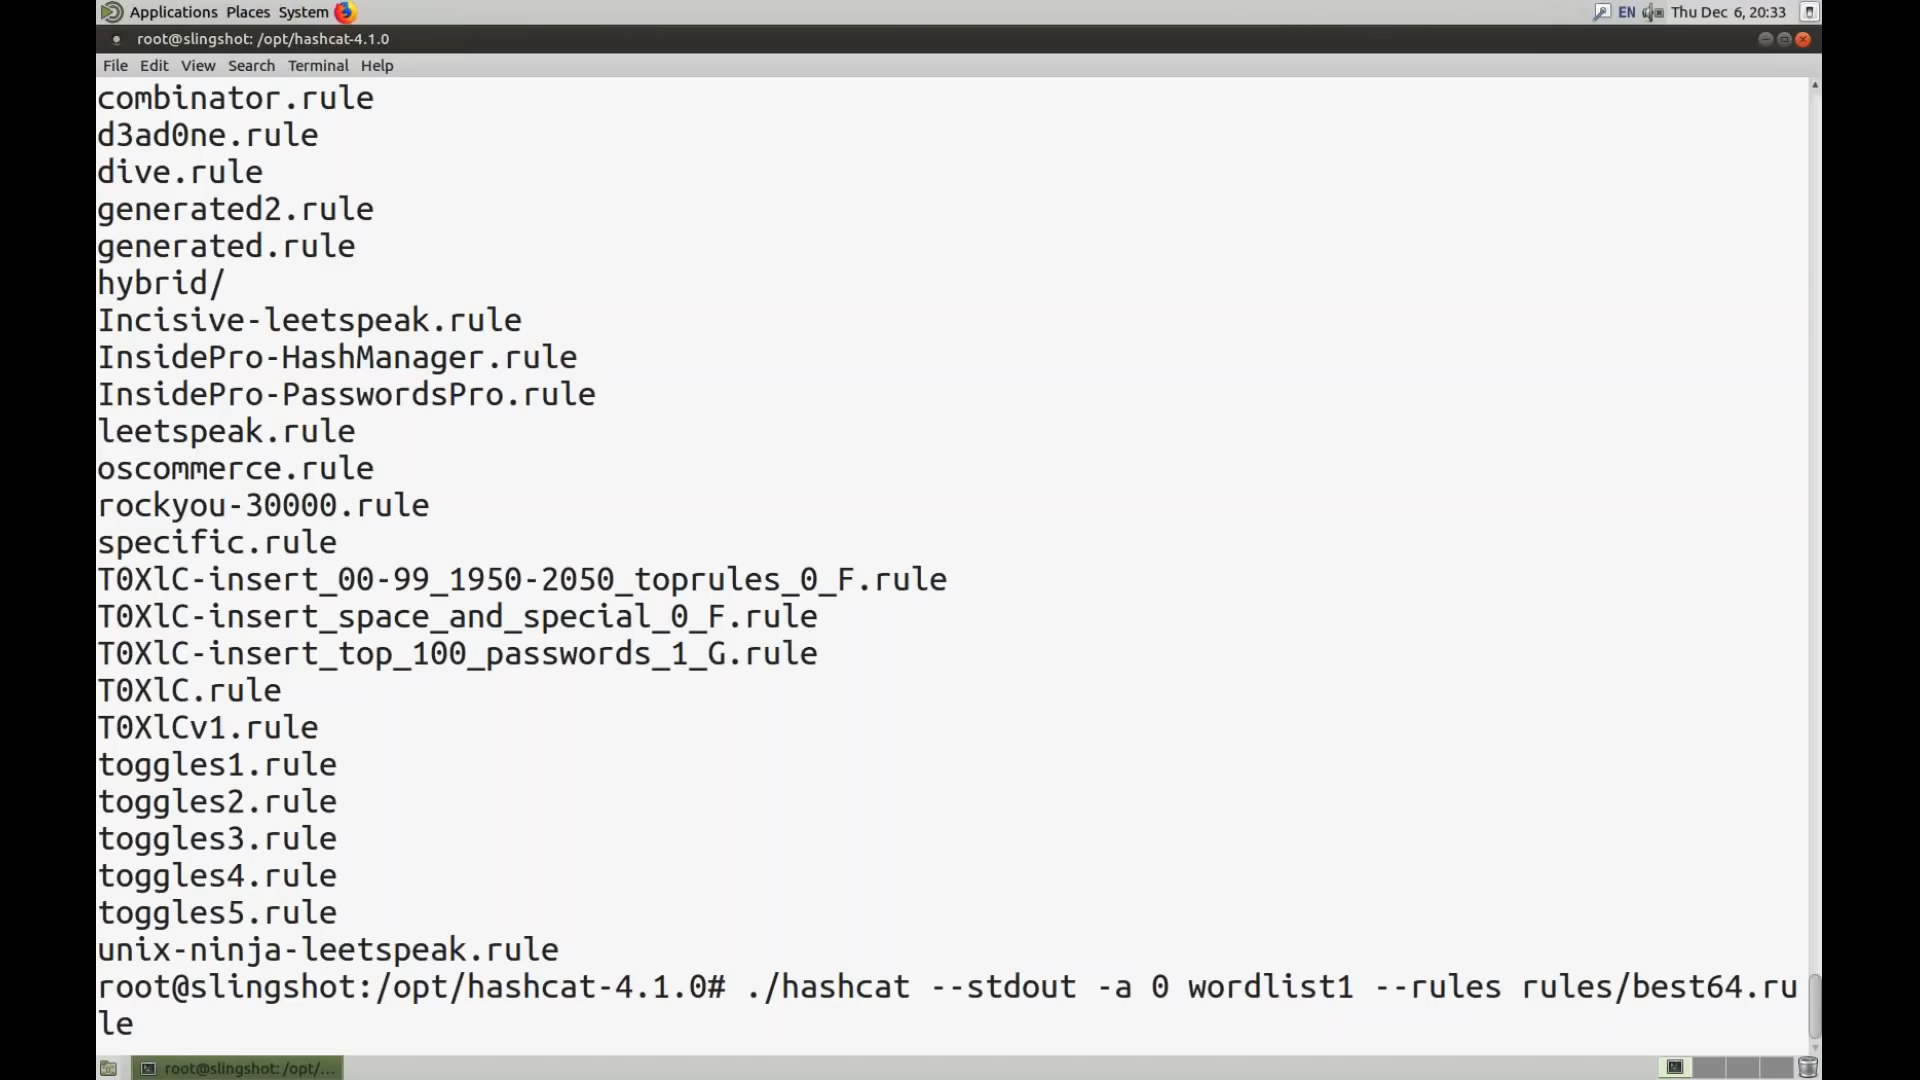 Applications Places System EN Thu Dec 6, 20:33
root@slingshot: /opt/hashcat-4.1.0
File Edit View Search Terminal Help
combinator.rule
d3ad0ne.rule
dive.rule
generated2.rule
generated.rule
hybrid/
Incisive-leetspeak.rule
InsidePro-HashManager.rule
InsidePro-PasswordsPro.rule
leetspeak.rule
oscommerce.rule
rockyou-30000.rule
specific.rule
T0XlC-insert_00-99_1950-2050_toprules_0_F.rule
T0XlC-insert_space_and_special_0_F.rule
T0XlC-insert_top_100_passwords_1_G.rule
T0XlC.rule
T0XlCv1.rule
toggles1.rule
toggles2.rule
toggles3.rule
toggles4.rule
toggles5.rule
unix-ninja-leetspeak.rule
root@slingshot:/opt/hashcat-4.1.0# ./hashcat --stdout -a 0 wordlist1 --rules rules/best64.ru
le
root@slingshot: /opt/...